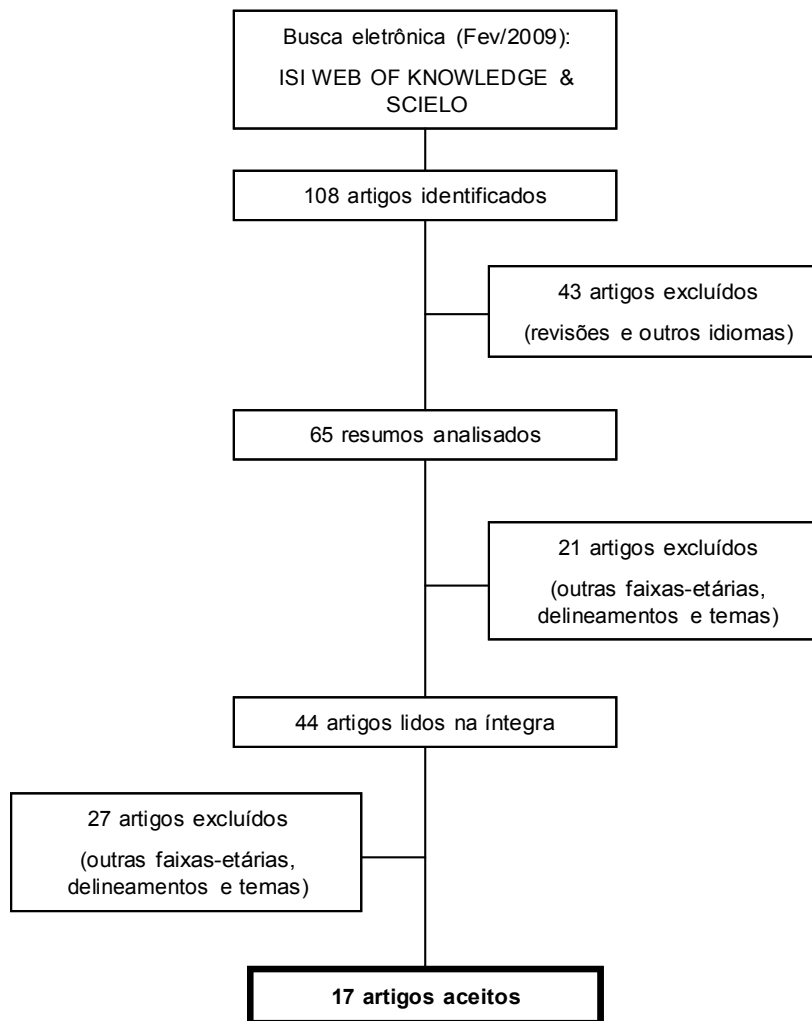 Busca eletrônica (Fev/2009):
ISI WEB OF KNOWLEDGE &
SCIELO
108 artigos identificados
43 artigos excluídos
(revisões e outros idiomas)
65 resumos analisados
21 artigos excluídos
(outras faixas-etárias,
delineamentos e temas)
44 artigos lidos na íntegra
27 artigos excluídos
(outras faixas-etárias,
delineamentos e temas)
17 artigos aceitos